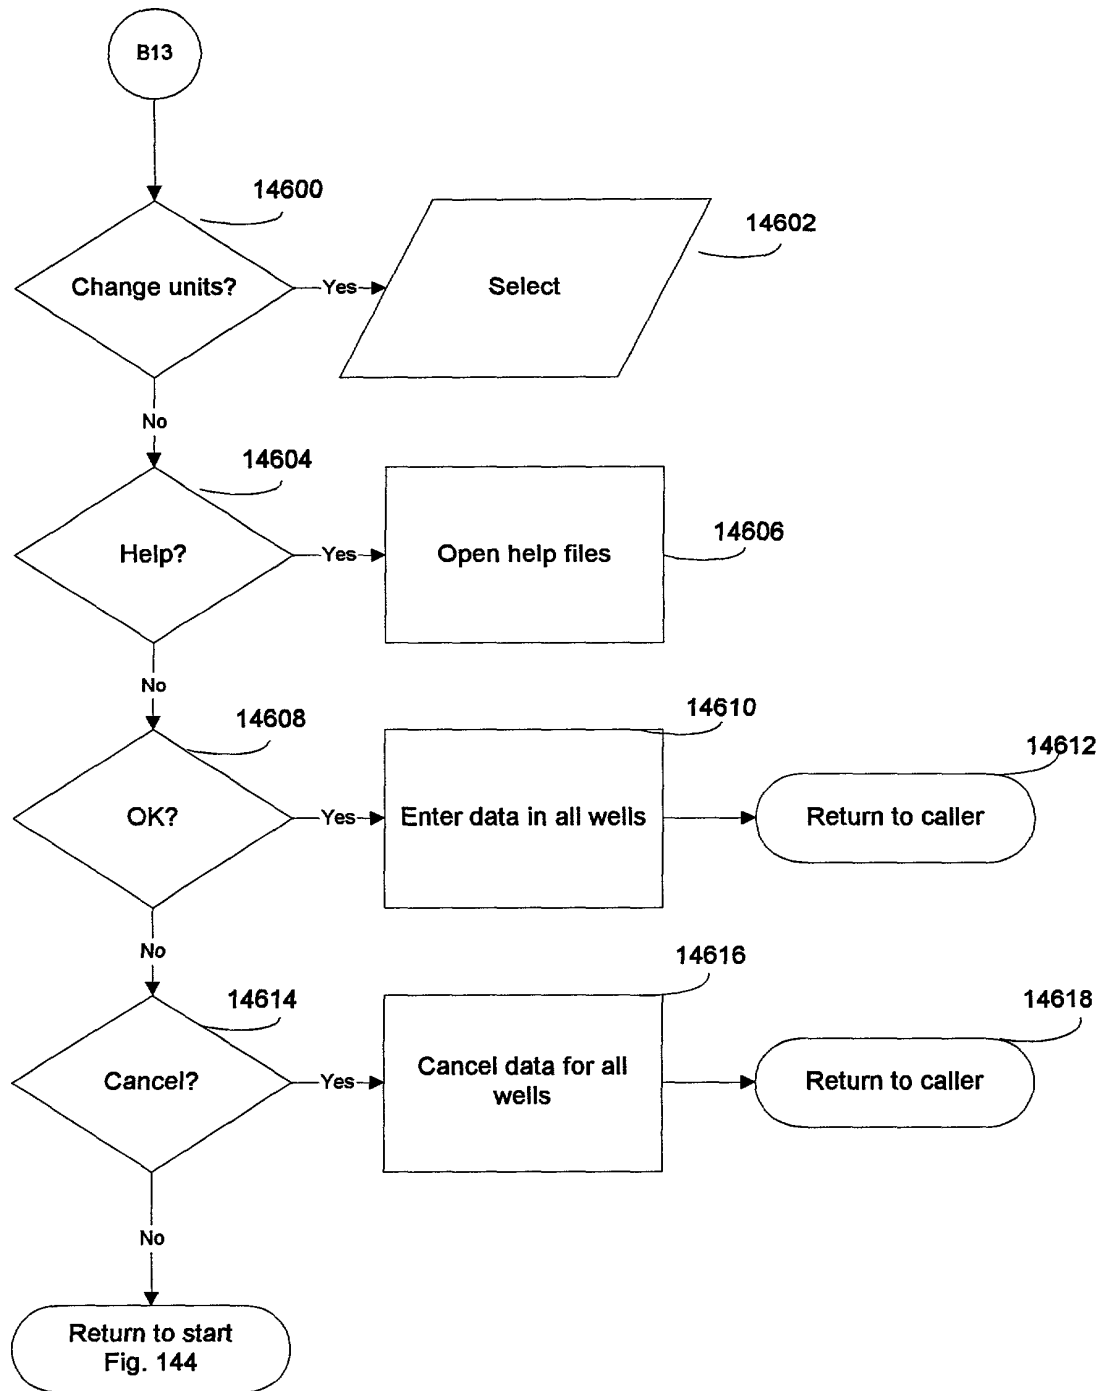 B13
14600
14602
Change units?
Yes
Select
No
14604
14606
Help?
Yes
Open help files
No
14608
14610
14612
OK?
Yes
Enter data in all wells
Return to caller
No
14614
14616
14618
Cancel?
Yes
Cancel data for all
wells
Return to caller
No
Return to start
Fig. 144